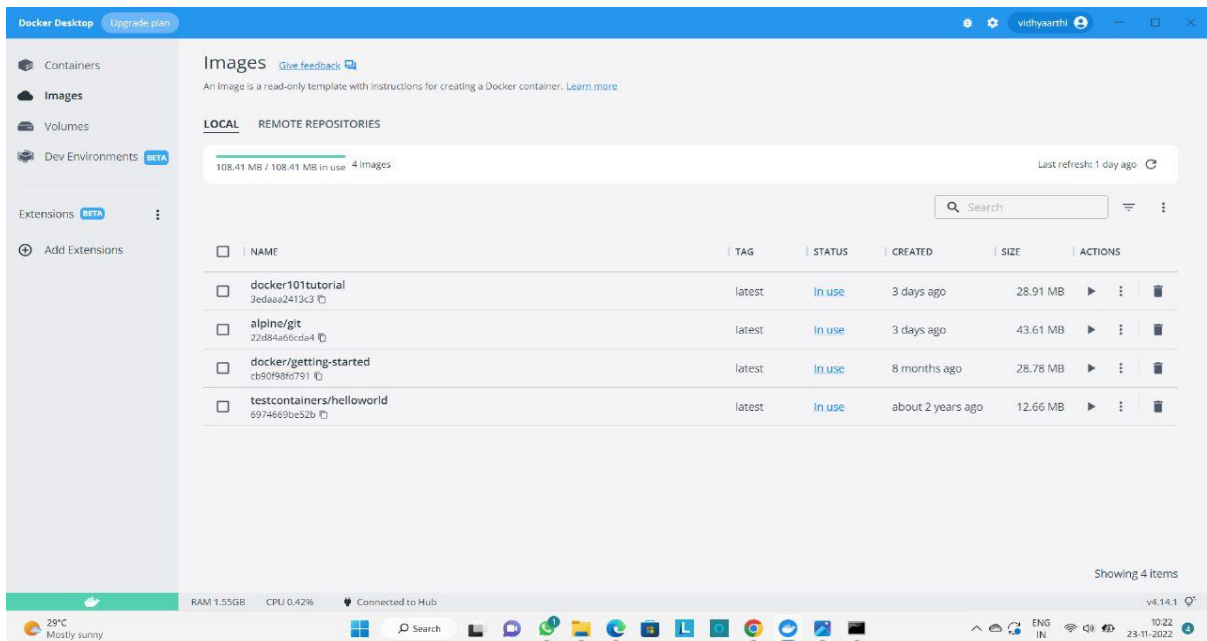 Docker Desktop Upgrade plan vidhyaarthi
Containers
Images
Volumes
Dev Environments BETA
Extensions BETA
Add Extensions
Images Give feedback
An image is a read-only template with instructions for creating a Docker container. Learn more
LOCAL REMOTE REPOSITORIES
108.41 MB / 108.41 MB in use 4 images Last refresh: 1 day ago
Search
NAME TAG STATUS CREATED SIZE ACTIONS
docker101tutorial latest In use 3 days ago 28.91 MB
3edaaa2413c3
alpine/git latest In use 3 days ago 43.61 MB
22d84a66cda4
docker/getting-started latest In use 8 months ago 28.78 MB
cb90f98fd791
testcontainers/helloworld latest In use about 2 years ago 12.66 MB
6974669be52b
Showing 4 items
RAM 1.55GB CPU 0.42% Connected to Hub v4.14.1
29°C
Mostly sunny
Search
L
ENG
IN
10:22
23-11-2022
4